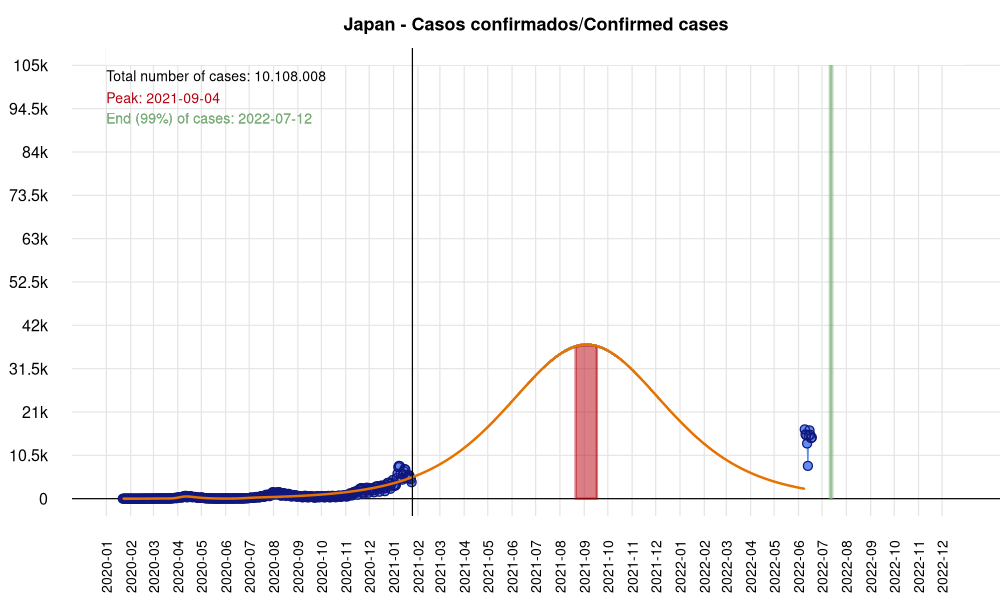 Japan - Casos confirmados/Confirmed cases
Total number of cases: 10.108.008
Peak: 2021-09-04
End (99%) of cases: 2022-07-12
105k
94.5k
84k
73.5k
63k
52.5k
42k
31.5k
21k
10.5k
0
2020-01
2020-02
2020-03
2020-04
2020-05
2020-06
2020-07
2020-08
2020-09
2020-10
2020-11
2020-12
2021-01
2021-02
2021-03
2021-04
2021-05
2021-06
2021-07
2021-08
2021-09
2021-10
2021-11
2021-12
2022-01
2022-02
2022-03
2022-04
2022-05
2022-06
2022-07
2022-08
2022-09
2022-10
2022-11
2022-12